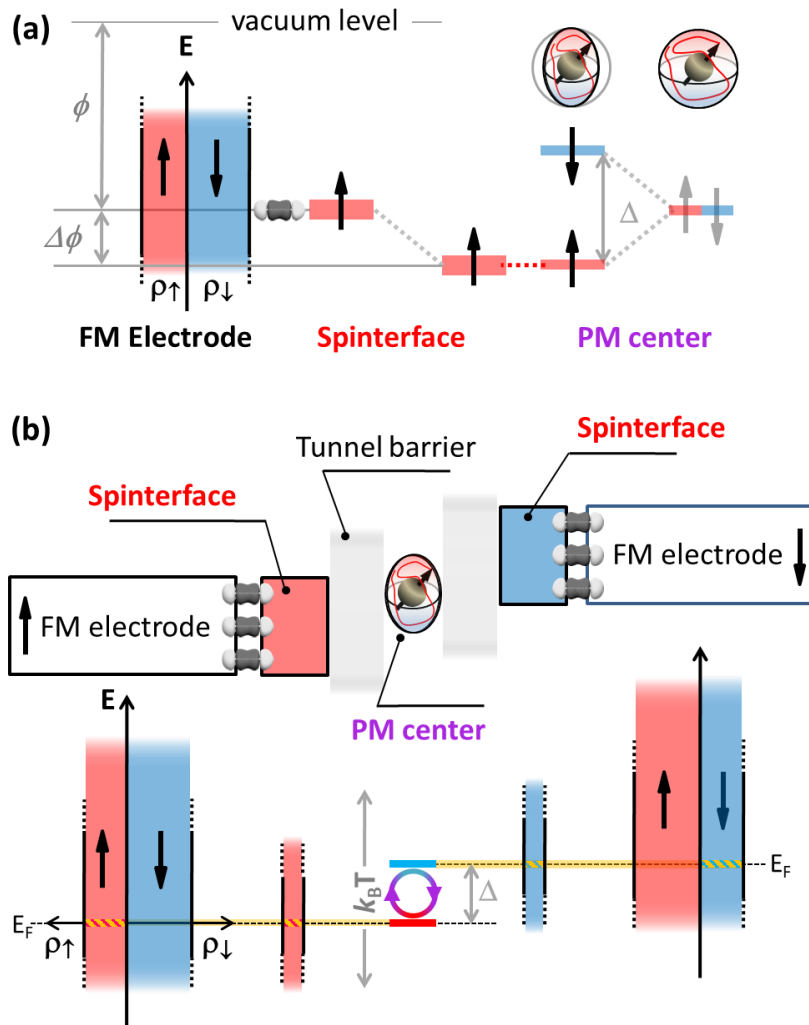 (a)
vacuum level
E
ϕ
Δϕ
Δ
ρ↑ ρ↓
FM Electrode
Spinterface
PM center
(b)
Spinterface
Tunnel barrier
Spinterface
FM electrode
FM electrode
PM center
E
k_BT
Δ
E_F
E_F
ρ↑
ρ↓